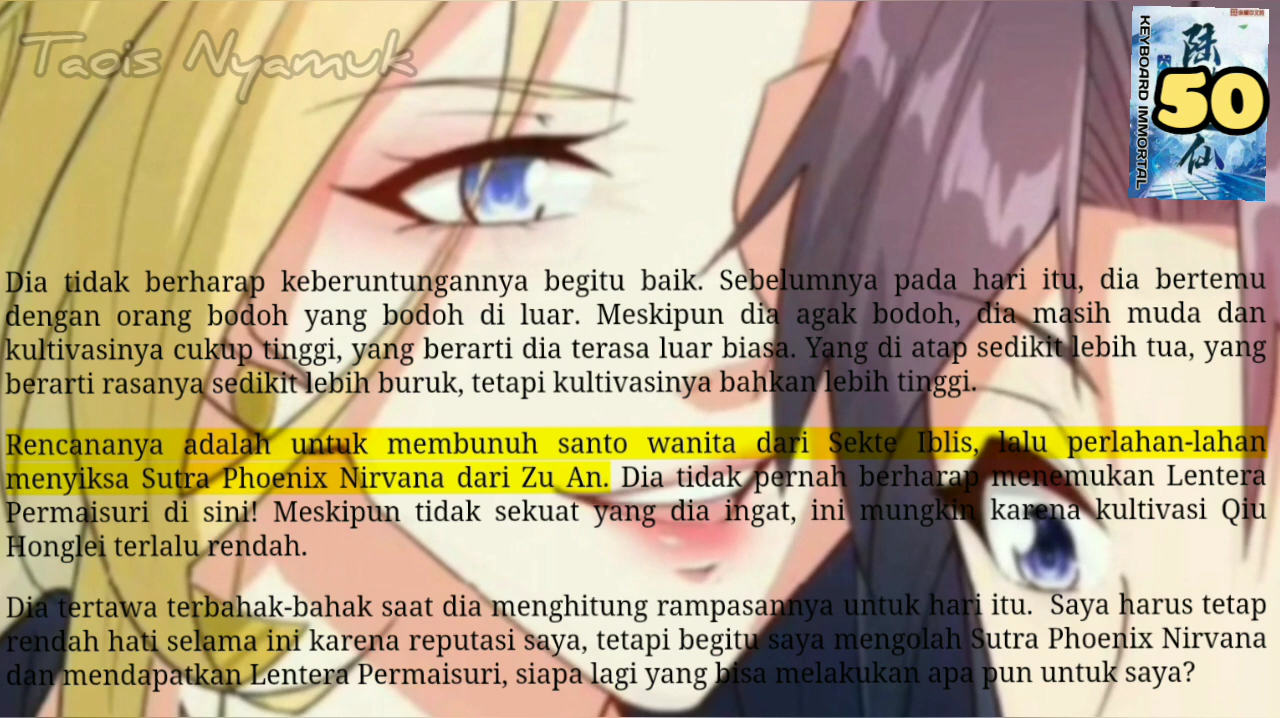 Taois Nyamuk
陆
仙
KEYBOARD IMMORTAL
50
Dia tidak berharap keberuntungannya begitu baik. Sebelumnya pada hari itu, dia bertemu
dengan orang bodoh yang bodoh di luar. Meskipun dia agak bodoh, dia masih muda dan
kultivasinya cukup tinggi, yang berarti dia terasa luar biasa. Yang di atap sedikit lebih tua, yang
berarti rasanya sedikit lebih buruk, tetapi kultivasinya bahkan lebih tinggi.
Rencananya adalah untuk membunuh santo wanita dari Sekte Iblis, lalu perlahan-lahan
menyiksa Sutra Phoenix Nirvana dari Zu An. Dia tidak pernah berharap menemukan Lentera
Permaisuri di sini! Meskipun tidak sekuat yang dia ingat, ini mungkin karena kultivasi Qiu
Honglei terlalu rendah.
Dia tertawa terbahak-bahak saat dia menghitung rampasannya untuk hari itu.  Saya harus tetap
rendah hati selama ini karena reputasi saya, tetapi begitu saya mengolah Sutra Phoenix Nirvana
dan mendapatkan Lentera Permaisuri, siapa lagi yang bisa melakukan apa pun untuk saya?